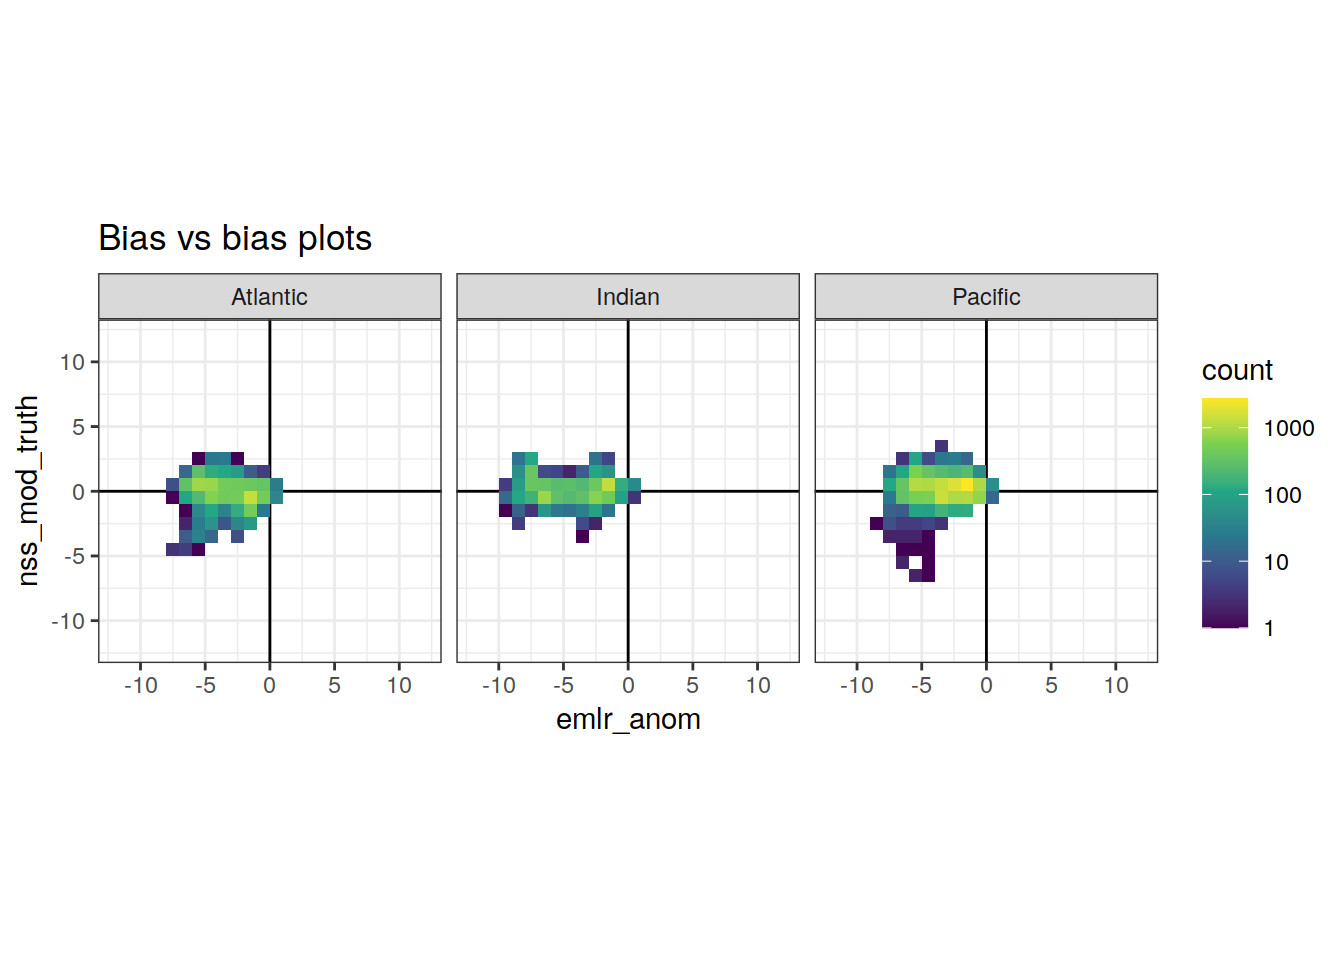 Bias vs bias plots
Atlantic Indian Pacific
nss_mod_truth
10
5
0
-5
-10
-10 -5 0 5 10 -10 -5 0 5 10 -10 -5 0 5 10
emlr_anom
count
1000
100
10
1